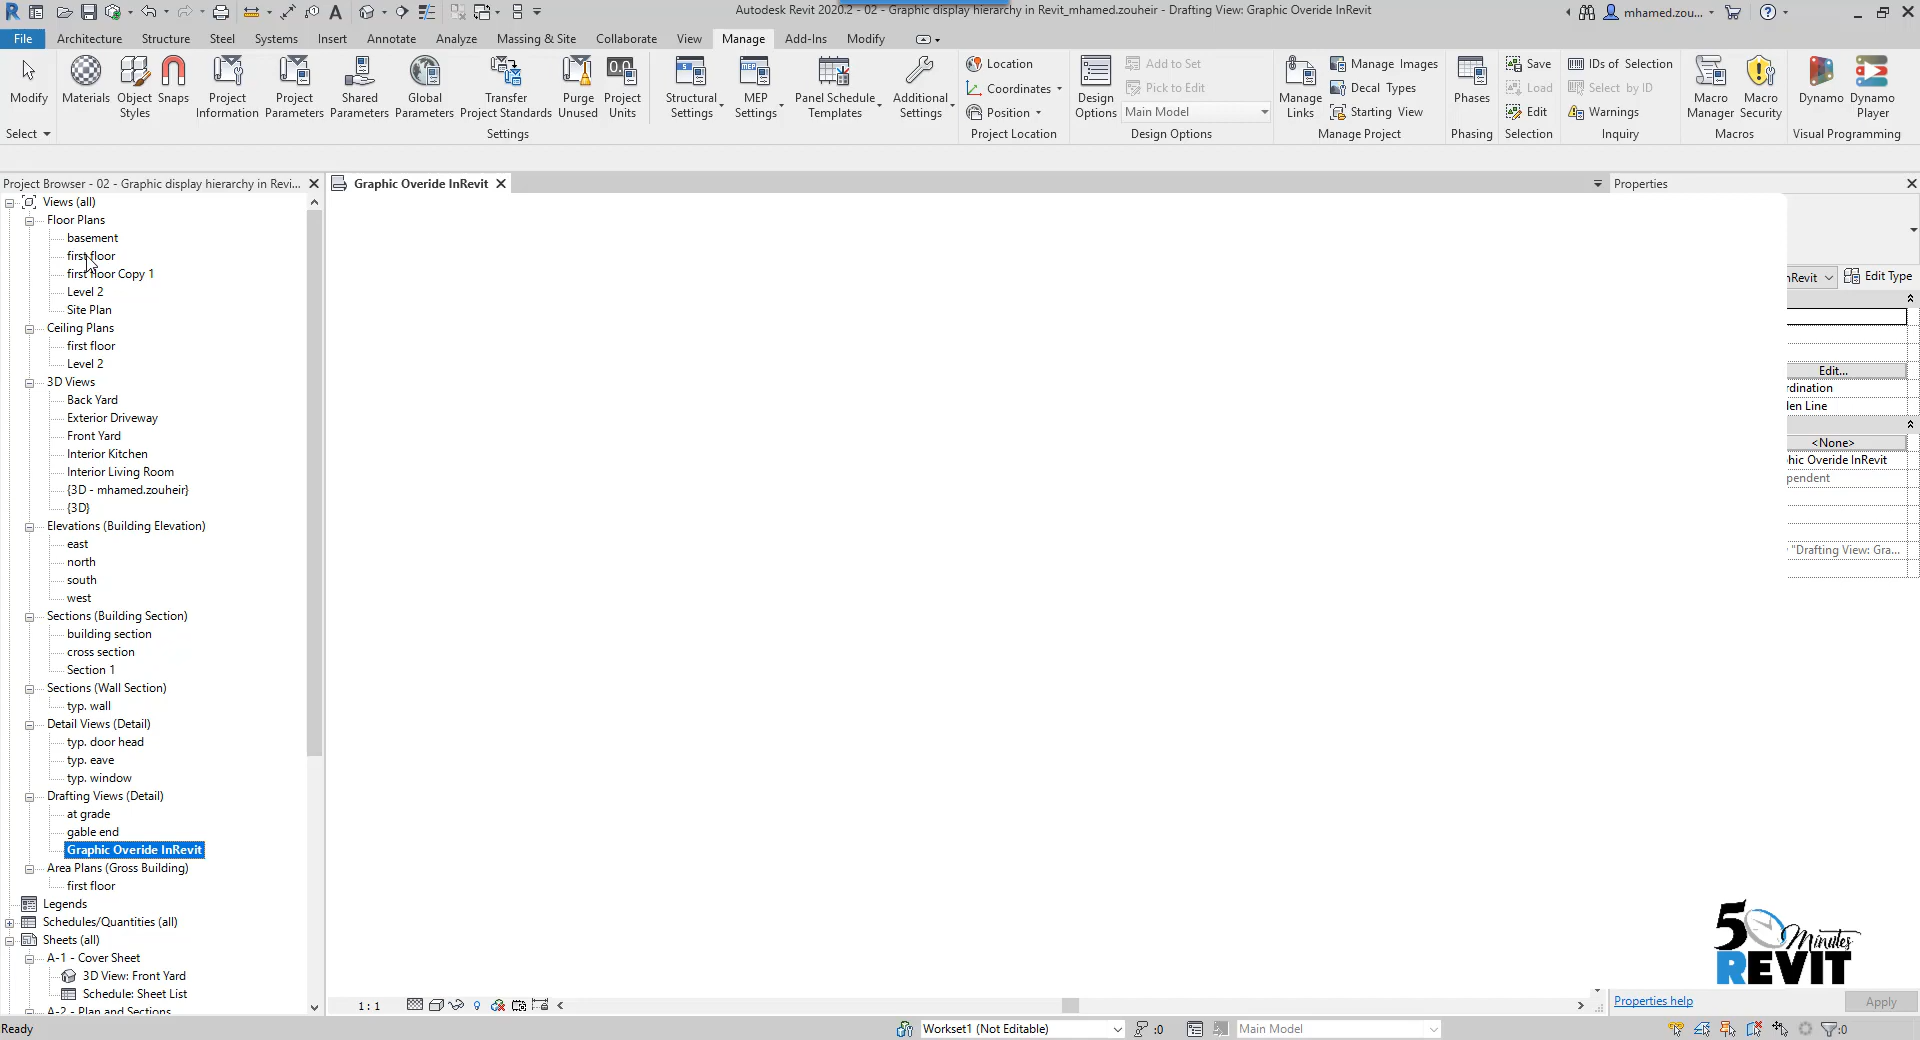 Autodesk Revit 2020.2 - 02 - Graphic display hierarchy in Revit_mhamed.zouheir - Drafting View: Graphic Overide InRevit
mhamed.zou...
File Architecture Structure Steel Systems Insert Annotate Analyze Massing & Site Collaborate View Manage Add-Ins Modify
Modify
Materials
Object Styles
Snaps
Project Information
Project Parameters
Shared Parameters
Global Parameters
Transfer Project Standards
Purge Unused
Project Units
Structural Settings
MEP Settings
Panel Schedule Templates
Additional Settings
Location
Coordinates
Position
Design Options
Add to Set
Pick to Edit
Main Model
Manage Links
Manage Images
Decal Types
Starting View
Phases
Save
Load
Edit
IDs of Selection
Select by ID
Warnings
Macro Manager
Macro Security
Dynamo
Dynamo Player
Select
Settings
Project Location
Design Options
Manage Project
Phasing
Selection
Inquiry
Macros
Visual Programming
Project Browser - 02 - Graphic display hierarchy in Revi...
Graphic Overide InRevit
Properties
Views (all)
Floor Plans
basement
first floor
first floor Copy 1
Level 2
Site Plan
Ceiling Plans
first floor
Level 2
3D Views
Back Yard
Exterior Driveway
Front Yard
Interior Kitchen
Interior Living Room
{3D - mhamed.zouheir}
{3D}
Elevations (Building Elevation)
east
north
south
west
Sections (Building Section)
building section
cross section
Section 1
Sections (Wall Section)
typ. wall
Detail Views (Detail)
typ. door head
typ. eave
typ. window
Drafting Views (Detail)
at grade
gable end
Graphic Overide InRevit
Area Plans (Gross Building)
first floor
Legends
Schedules/Quantities (all)
Sheets (all)
A-1 - Cover Sheet
3D View: Front Yard
Schedule: Sheet List
A-2 - Plan and Sections
Edit Type
Edit...
<None>
"Drafting View: Gra...
50 Minutes
REVIT
1 : 1
Properties help
Apply
Ready
Workset1 (Not Editable)
:0
Main Model
:0